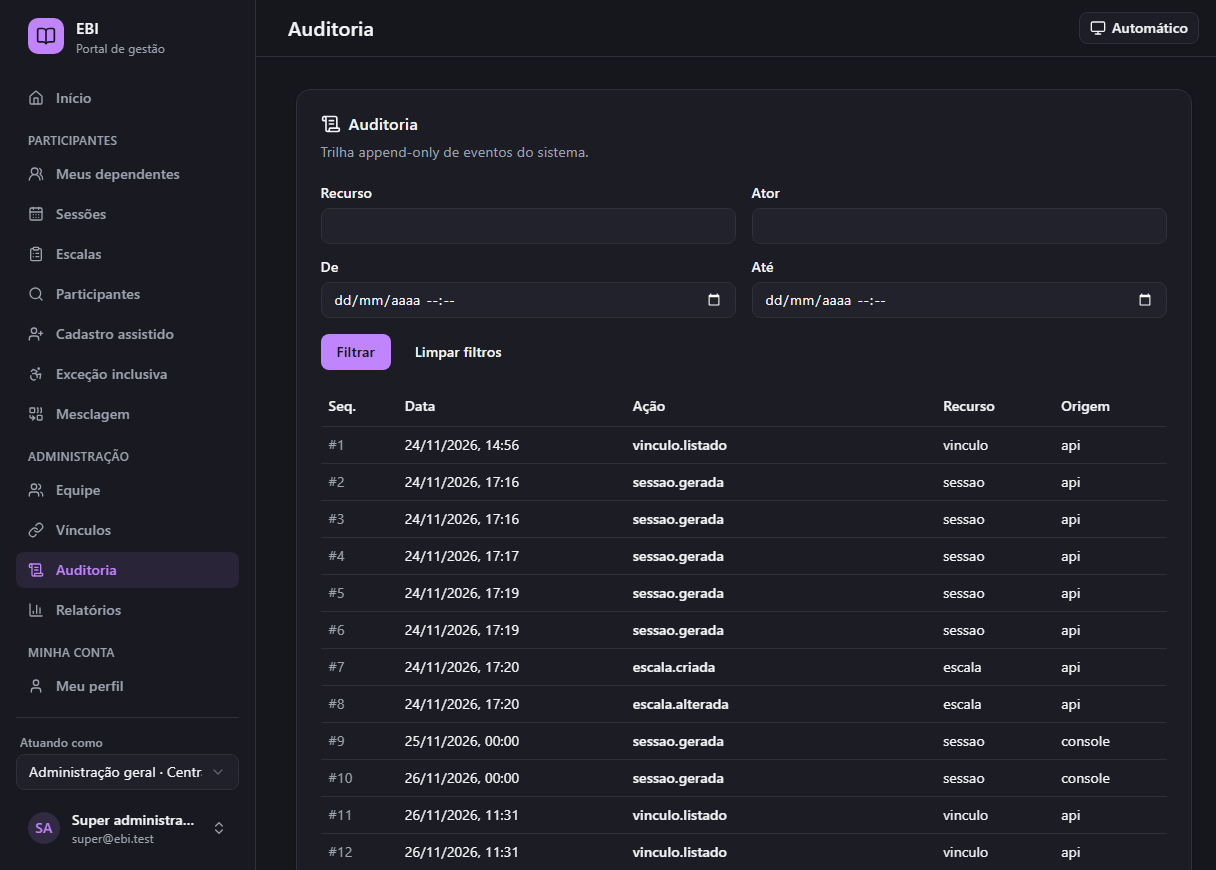 EBI
Portal de gestão
Início
PARTICIPANTES
Meus dependentes
Sessões
Escalas
Participantes
Cadastro assistido
Exceção inclusiva
Mesclagem
ADMINISTRAÇÃO
Equipe
Vínculos
Auditoria
Relatórios
MINHA CONTA
Meu perfil
Atuando como
Administração geral · Centr
SA
Super administra...
super@ebi.test
Auditoria
Automático
Auditoria
Trilha append-only de eventos do sistema.
Recurso Ator
De Até
dd/mm/aaaa --:-- dd/mm/aaaa --:--
Filtrar Limpar filtros
Seq. Data Ação Recurso Origem
#1 24/11/2026, 14:56 vinculo.listado vinculo api
#2 24/11/2026, 17:16 sessao.gerada sessao api
#3 24/11/2026, 17:16 sessao.gerada sessao api
#4 24/11/2026, 17:17 sessao.gerada sessao api
#5 24/11/2026, 17:19 sessao.gerada sessao api
#6 24/11/2026, 17:19 sessao.gerada sessao api
#7 24/11/2026, 17:20 escala.criada escala api
#8 24/11/2026, 17:20 escala.alterada escala api
#9 25/11/2026, 00:00 sessao.gerada sessao console
#10 26/11/2026, 00:00 sessao.gerada sessao console
#11 26/11/2026, 11:31 vinculo.listado vinculo api
#12 26/11/2026, 11:31 vinculo.listado vinculo api